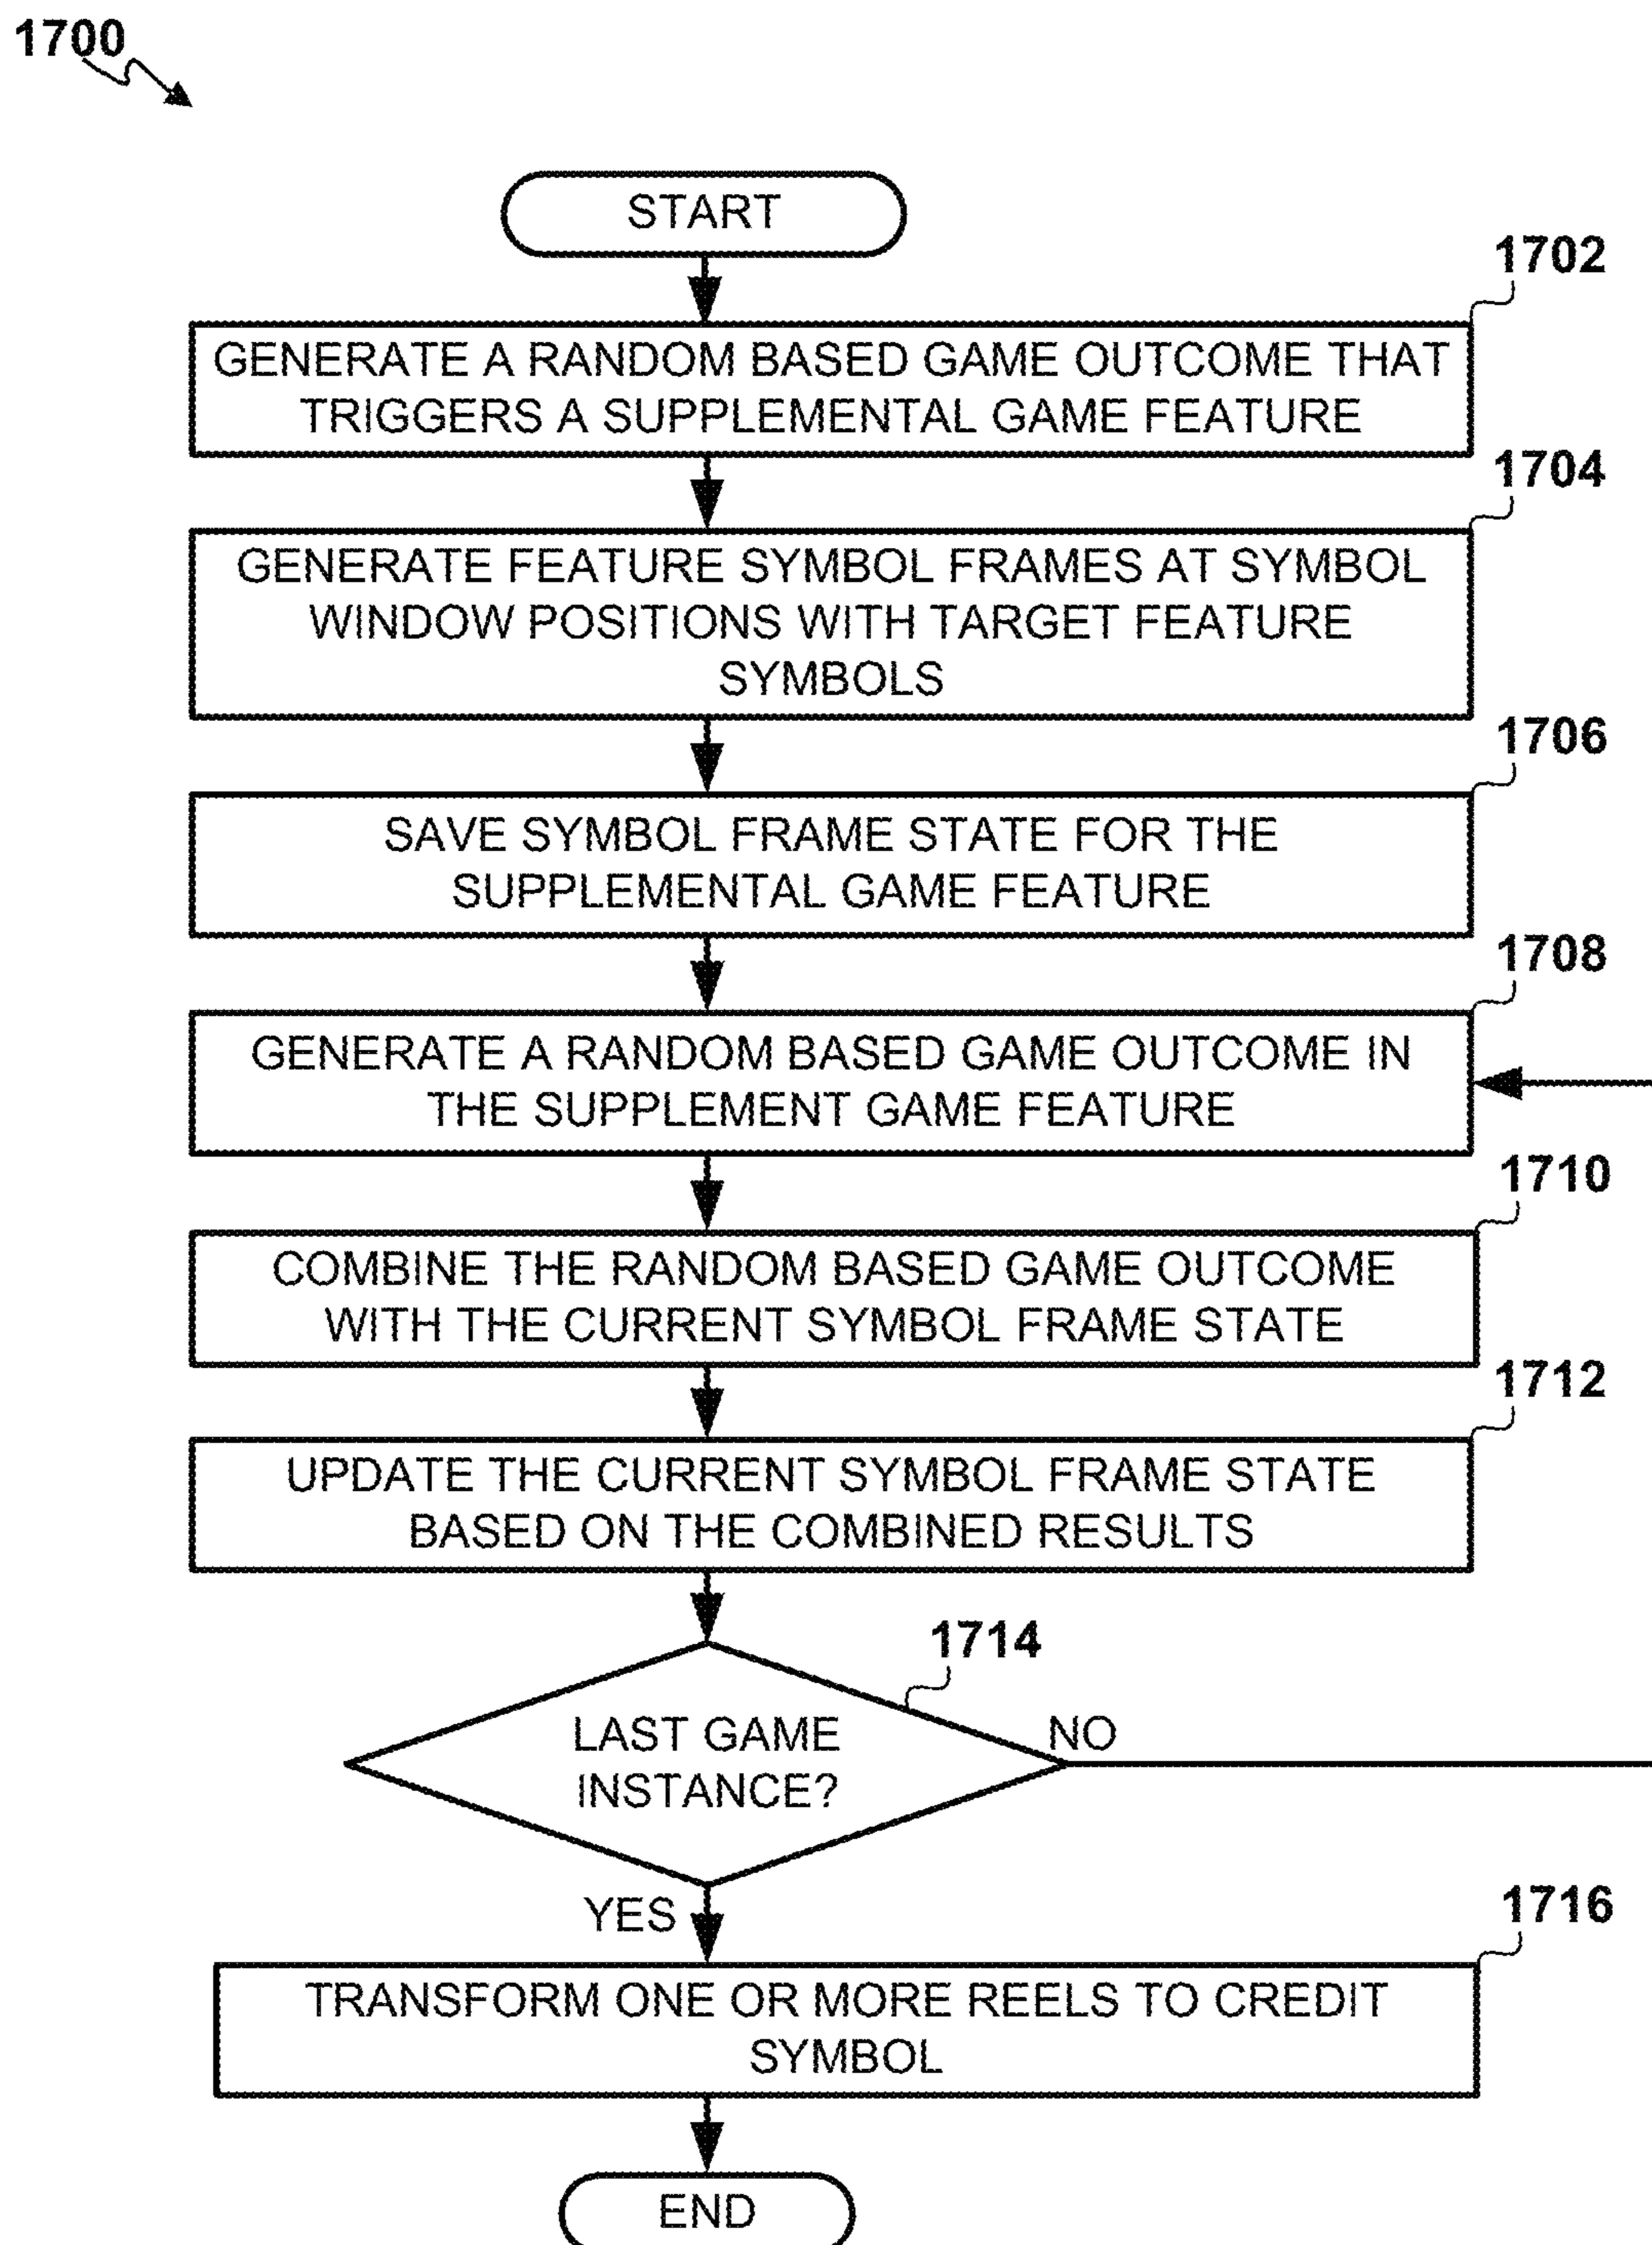 1700
START
1702
GENERATE A RANDOM BASED GAME OUTCOME THAT
TRIGGERS A SUPPLEMENTAL GAME FEATURE
1704
GENERATE FEATURE SYMBOL FRAMES AT SYMBOL
WINDOW POSITIONS WITH TARGET FEATURE
SYMBOLS
1706
SAVE SYMBOL FRAME STATE FOR THE
SUPPLEMENTAL GAME FEATURE
1708
GENERATE A RANDOM BASED GAME OUTCOME IN
THE SUPPLEMENT GAME FEATURE
1710
COMBINE THE RANDOM BASED GAME OUTCOME
WITH THE CURRENT SYMBOL FRAME STATE
1712
UPDATE THE CURRENT SYMBOL FRAME STATE
BASED ON THE COMBINED RESULTS
1714
LAST GAME
INSTANCE?
NO
YES
1716
TRANSFORM ONE OR MORE REELS TO CREDIT
SYMBOL
END